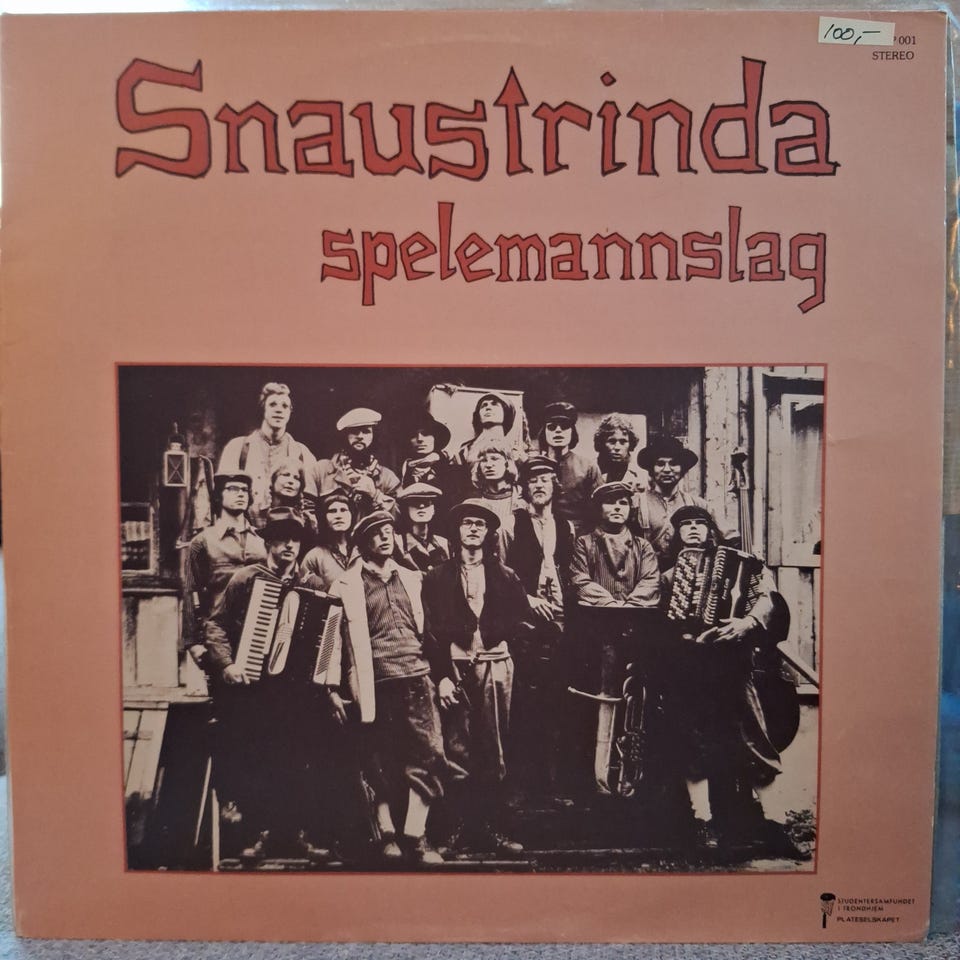 100,-
001
STEREO
Snaustrinda
spelemannslag
STUDENTERSAMFUNDET
I TRONDHJEM
PLATESELSKAPET